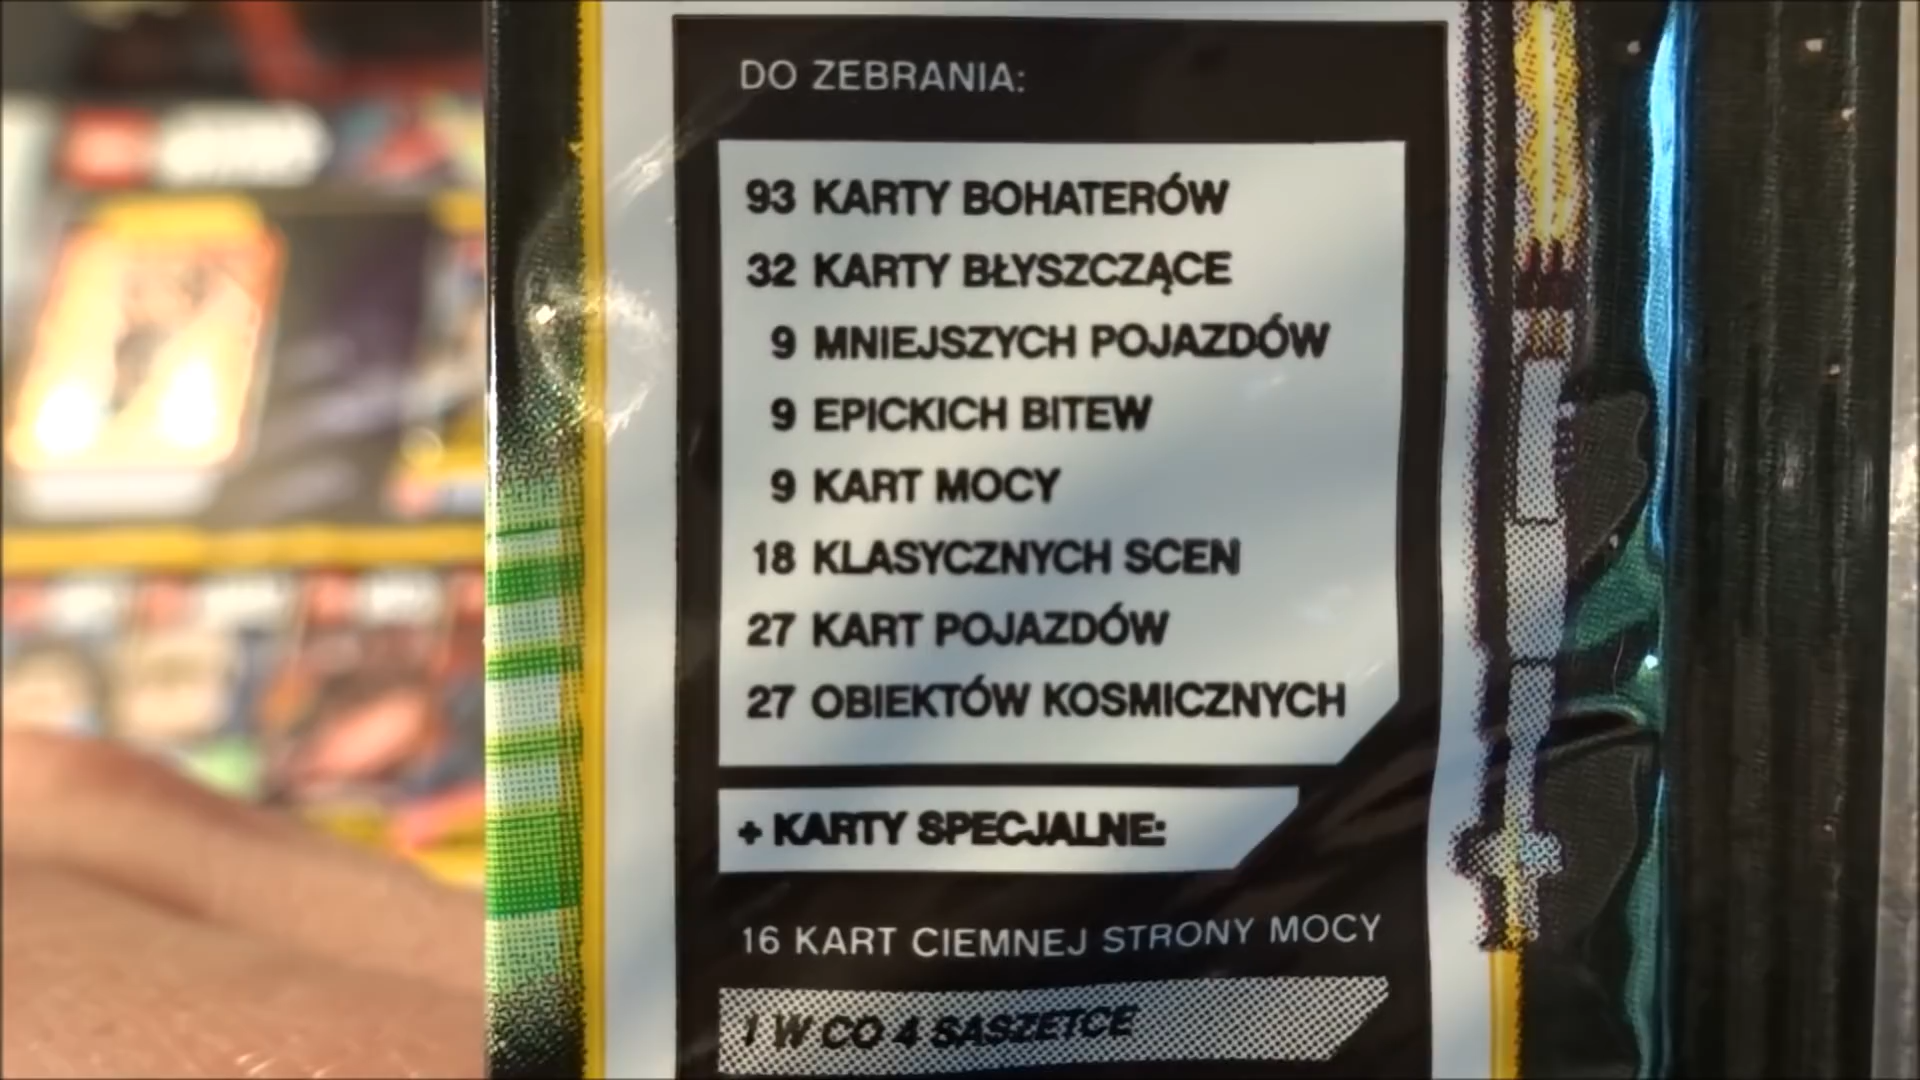 DO ZEBRANIA:
93 KARTY BOHATERÓW
32 KARTY BŁYSZCZĄCE
9 MNIEJSZYCH POJAZDÓW
9 EPICKICH BITEW
9 KART MOCY
18 KLASYCZNYCH SCEN
27 KART POJAZDÓW
27 OBIEKTÓW KOSMICZNYCH
+ KARTY SPECJALNE:
16 KART CIEMNEJ STRONY MOCY
1 W CO 4 SASZETCE